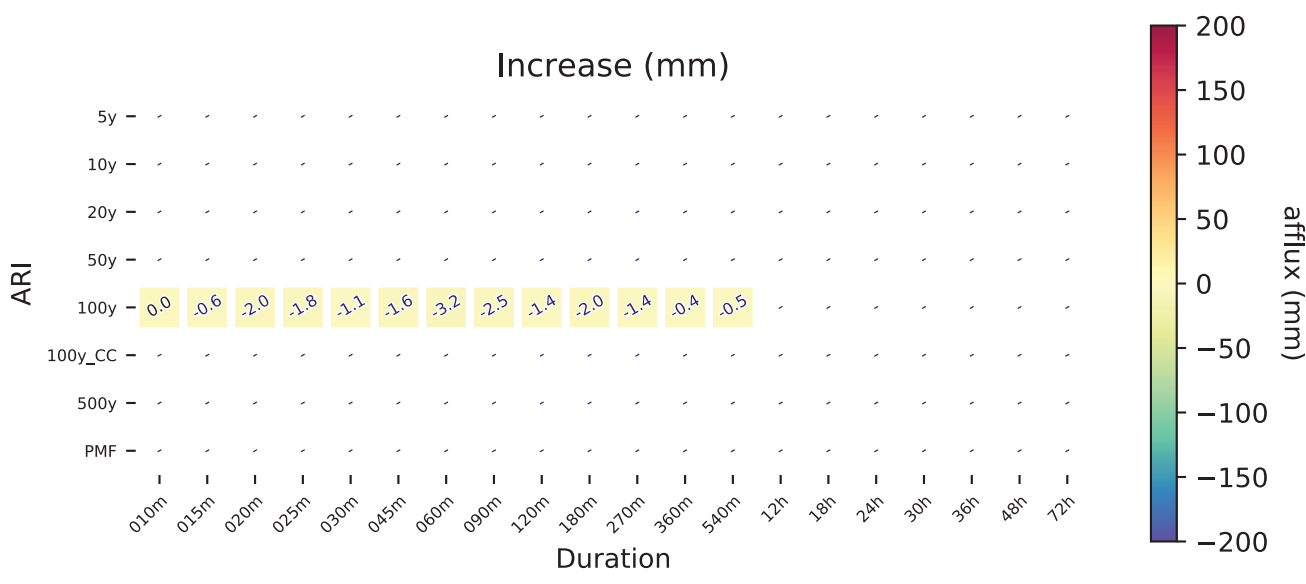 Increase (mm)
5y - - - - - - - - - - - - - - - - - - - -
10y - - - - - - - - - - - - - - - - - - - -
20y - - - - - - - - - - - - - - - - - - - -
50y - - - - - - - - - - - - - - - - - - - -
100y 0.0 -0.6 -2.0 -1.8 -1.1 -1.6 -3.2 -2.5 -1.4 -2.0 -1.4 -0.4 -0.5 - - - - - - -
100y_CC - - - - - - - - - - - - - - - - - - - -
500y - - - - - - - - - - - - - - - - - - - -
PMF - - - - - - - - - - - - - - - - - - - -
ARI
010m 015m 020m 025m 030m 045m 060m 090m 120m 180m 270m 360m 540m 12h 18h 24h 30h 36h 48h 72h
Duration
200
150
100
50
0
−50
−100
−150
−200
afflux (mm)